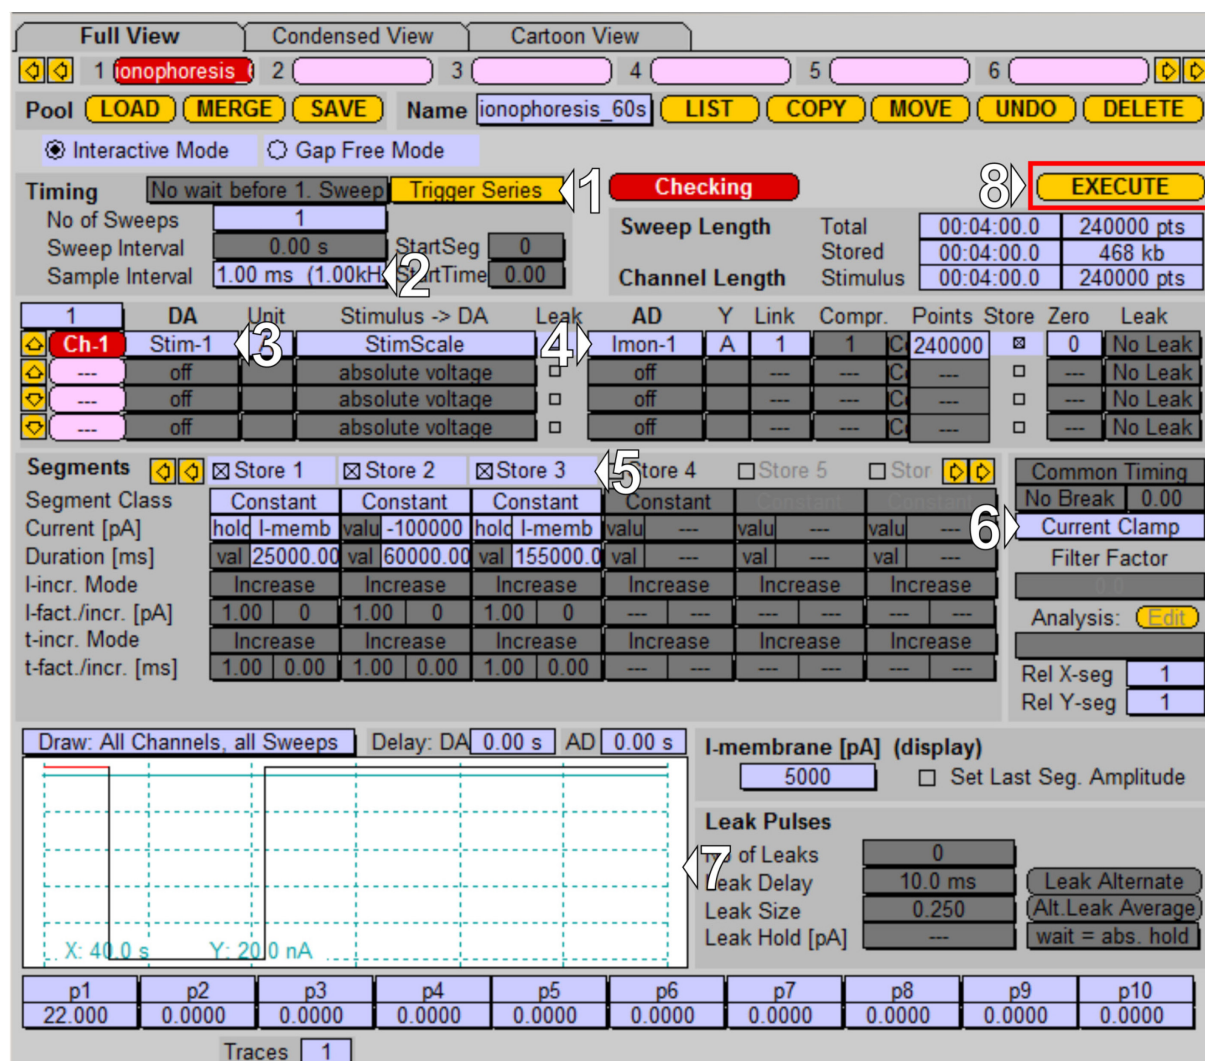 Full View Condensed View Cartoon View
1 ionophoresis_6 2 3 4 5 6
Pool LOAD MERGE SAVE Name ionophoresis_60s LIST COPY MOVE UNDO DELETE
Interactive Mode Gap Free Mode
Timing No wait before 1. Sweep Trigger Series 1 Checking 8 EXECUTE
No of Sweeps 1 Sweep Length Total 00:04:00.0 240000 pts
Sweep Interval 0.00 s StartSeg 0 Stored 00:04:00.0 468 kb
Sample Interval 1.00 ms (1.00kH 2 StartTime 0.00 Channel Length Stimulus 00:04:00.0 240000 pts
1 DA Unit Stimulus -> DA Leak AD Y Link Compr. Points Store Zero Leak
Ch-1 Stim-1 3 StimScale 4 Imon-1 A 1 1 C 240000 0 No Leak
--- off absolute voltage off --- --- C --- --- No Leak
--- off absolute voltage off --- --- C --- --- No Leak
--- off absolute voltage off --- --- C --- --- No Leak
Segments Store 1 Store 2 Store 3 5 Store 4 Store 5 Stor
Common Timing
Segment Class Constant Constant Constant Constant Constant Constant
No Break 0.00
Current [pA] hold I-memb valu -100000 hold I-memb valu --- valu --- valu ---
6 Current Clamp
Duration [ms] val 25000.00 val 60000.00 val 155000.0 val --- val --- val ---
Filter Factor
I-incr. Mode Increase Increase Increase Increase Increase Increase
0.0
I-fact./incr. [pA] 1.00 0 1.00 0 1.00 0 --- --- --- --- --- ---
Analysis: Edit
t-incr. Mode Increase Increase Increase Increase Increase Increase
t-fact./incr. [ms] 1.00 0.00 1.00 0.00 1.00 0.00 --- --- --- --- --- ---
Rel X-seg 1
Rel Y-seg 1
Draw: All Channels, all Sweeps Delay: DA 0.00 s AD 0.00 s
I-membrane [pA] (display)
5000 Set Last Seg. Amplitude
Leak Pulses
7 No of Leaks 0
Leak Delay 10.0 ms Leak Alternate
Leak Size 0.250 Alt.Leak Average
Leak Hold [pA] --- wait = abs. hold
X: 40.0 s Y: 20.0 nA
p1 p2 p3 p4 p5 p6 p7 p8 p9 p10
22.000 0.0000 0.0000 0.0000 0.0000 0.0000 0.0000 0.0000 0.0000 0.0000
Traces 1